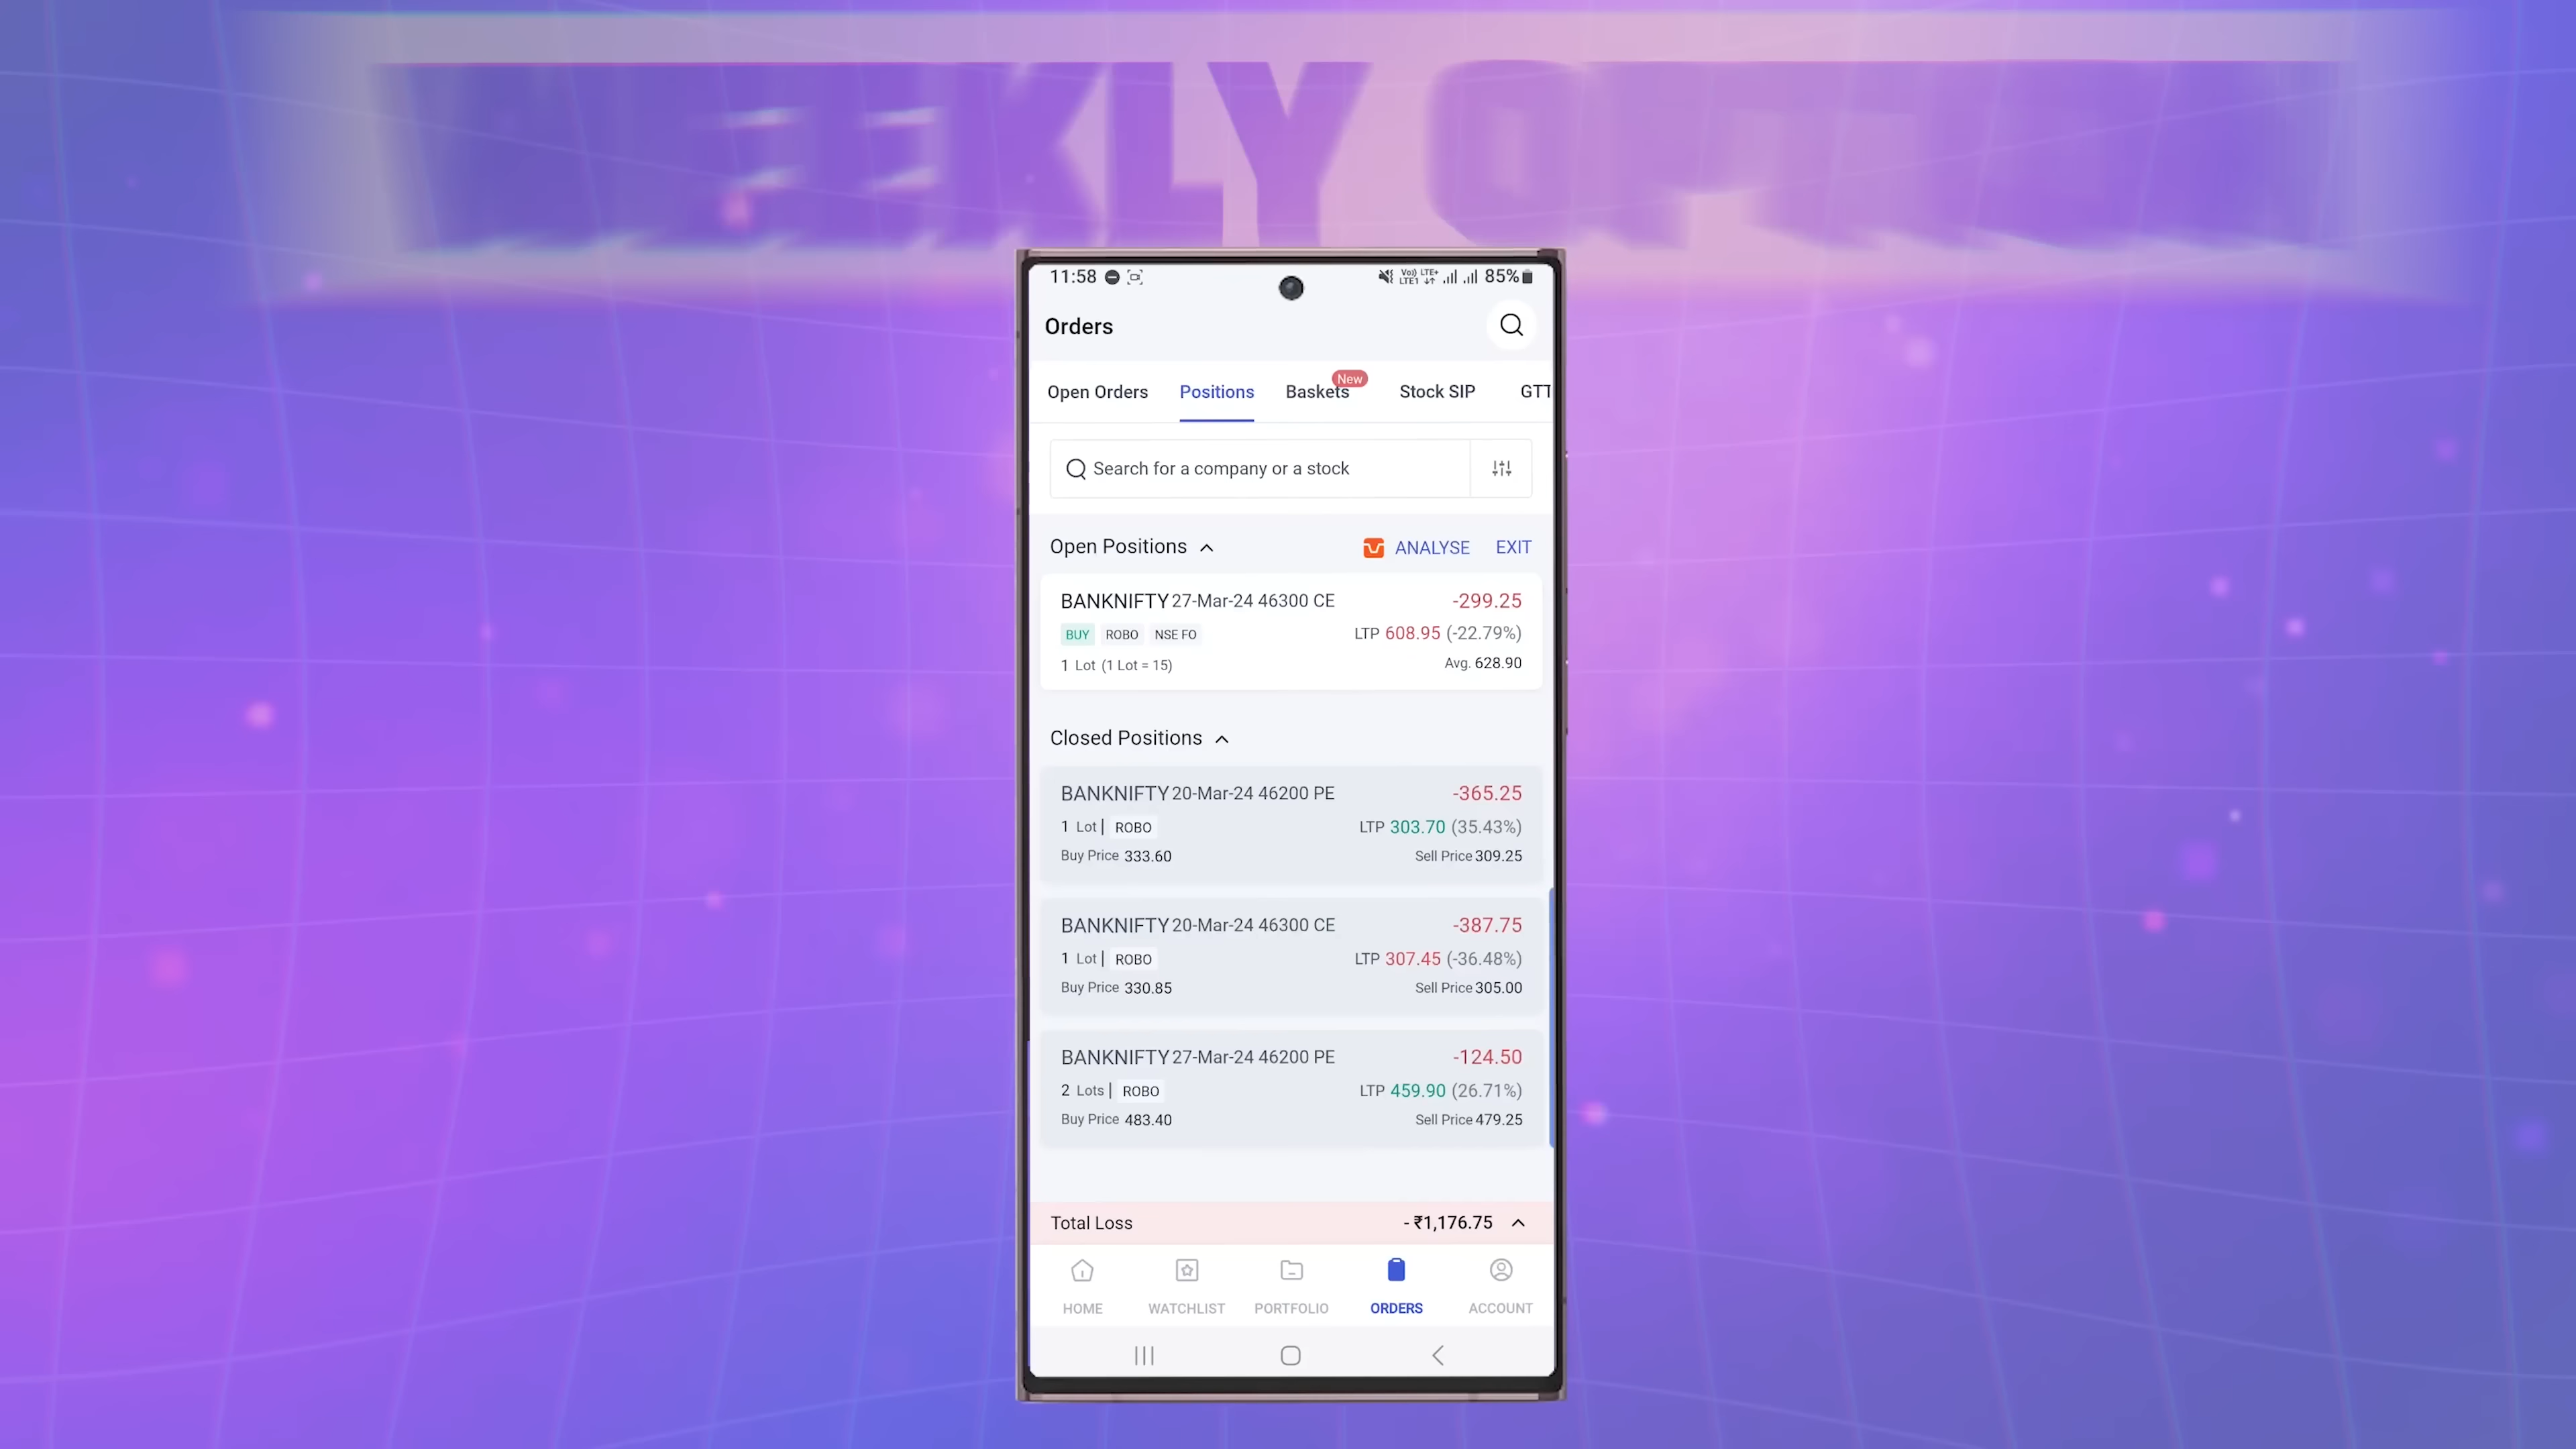 EEKLY OP
11:58 85%
Orders
Open Orders Positions Baskets New Stock SIP GTT
Search for a company or a stock
Open Positions ANALYSE EXIT
BANKNIFTY 27-Mar-24 46300 CE -299.25
BUY ROBO NSE FO LTP 608.95 (-22.79%)
1 Lot (1 Lot = 15) Avg. 628.90
Closed Positions
BANKNIFTY 20-Mar-24 46200 PE -365.25
1 Lot | ROBO LTP 303.70 (35.43%)
Buy Price 333.60 Sell Price 309.25
BANKNIFTY 20-Mar-24 46300 CE -387.75
1 Lot | ROBO LTP 307.45 (-36.48%)
Buy Price 330.85 Sell Price 305.00
BANKNIFTY 27-Mar-24 46200 PE -124.50
2 Lots | ROBO LTP 459.90 (26.71%)
Buy Price 483.40 Sell Price 479.25
Total Loss - ₹1,176.75
HOME WATCHLIST PORTFOLIO ORDERS ACCOUNT